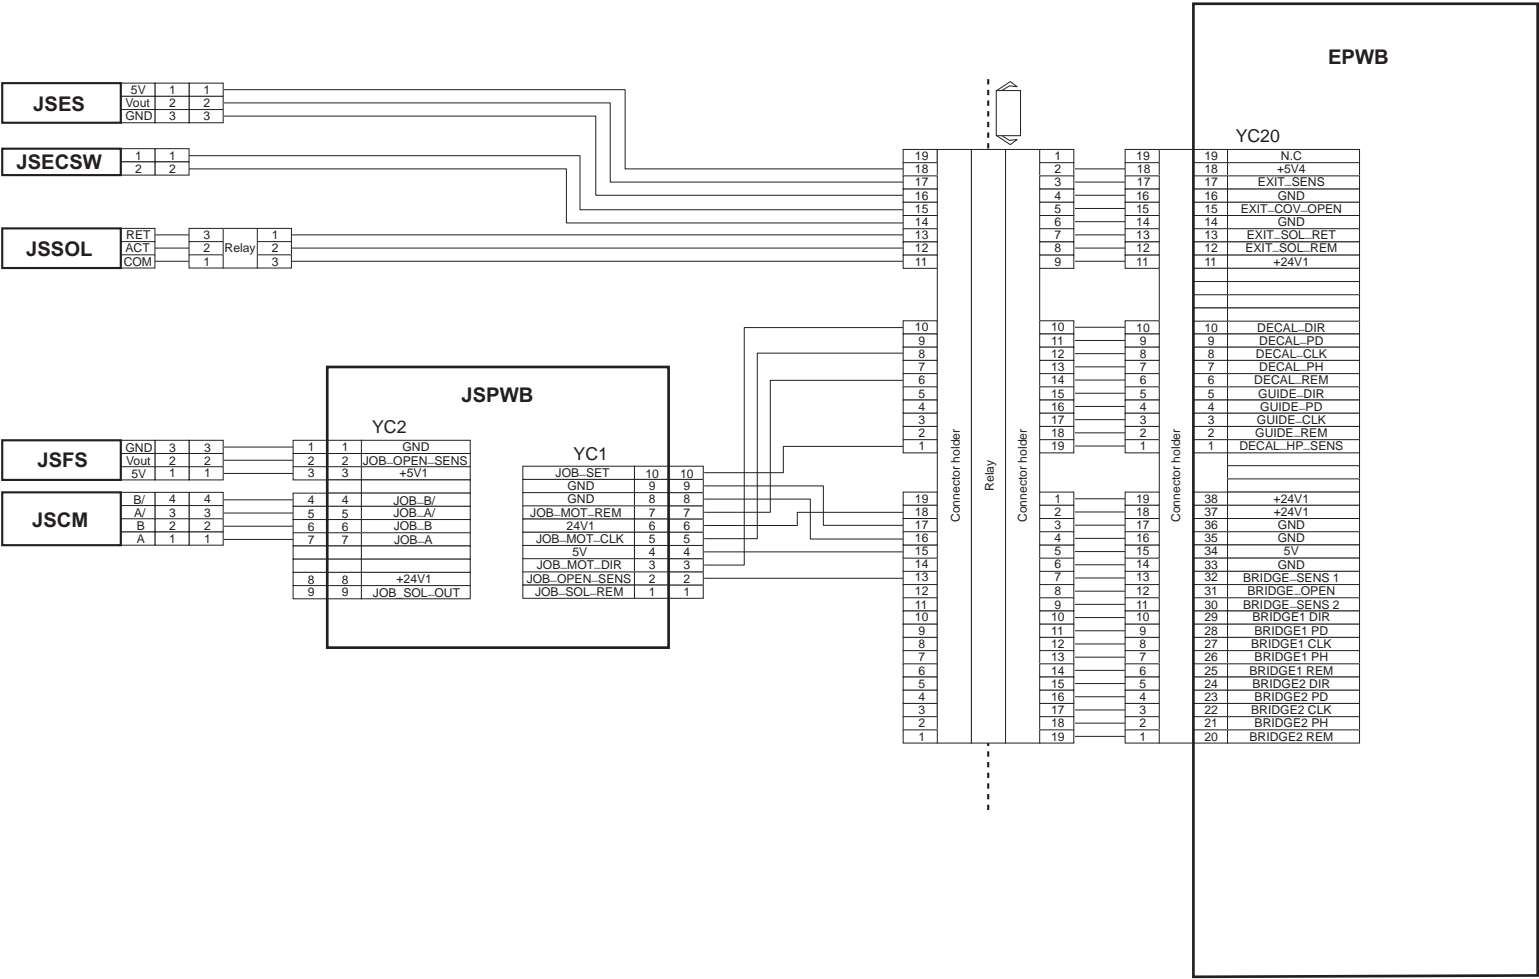 EPWB
YC20
JSES
5V 1 1
Vout 2 2
GND 3 3
JSECSW
1 1
2 2
JSSOL
RET 3 1
ACT 2 Relay 2
COM 1 3
JSFS
GND 3 3
Vout 2 2
5V 1 1
JSCM
B/ 4 4
A/ 3 3
B 2 2
A 1 1
JSPWB
YC2
1 1 GND
2 2 JOB_OPEN_SENS
3 3 +5V1
4 4 JOB_B/
5 5 JOB_A/
6 6 JOB_B
7 7 JOB_A
8 8 +24V1
9 9 JOB SOL_OUT
YC1
JOB_SET 10 10
GND 9 9
GND 8 8
JOB_MOT_REM 7 7
24V1 6 6
JOB_MOT_CLK 5 5
5V 4 4
JOB_MOT_DIR 3 3
JOB_OPEN_SENS 2 2
JOB_SOL_REM 1 1
Connector holder
Relay
Connector holder
Connector holder
19 1 19 19 N.C
18 2 18 18 +5V4
17 3 17 17 EXIT_SENS
16 4 16 16 GND
15 5 15 15 EXIT_COV_OPEN
14 6 14 14 GND
13 7 13 13 EXIT_SOL_RET
12 8 12 12 EXIT_SOL_REM
11 9 11 11 +24V1
10 10 10 10 DECAL_DIR
9 11 9 9 DECAL_PD
8 12 8 8 DECAL_CLK
7 13 7 7 DECAL_PH
6 14 6 6 DECAL_REM
5 15 5 5 GUIDE_DIR
4 16 4 4 GUIDE_PD
3 17 3 3 GUIDE_CLK
2 18 2 2 GUIDE_REM
1 19 1 1 DECAL_HP_SENS
19 1 19 38 +24V1
18 2 18 37 +24V1
17 3 17 36 GND
16 4 16 35 GND
15 5 15 34 5V
14 6 14 33 GND
13 7 13 32 BRIDGE_SENS 1
12 8 12 31 BRIDGE_OPEN
11 9 11 30 BRIDGE_SENS 2
10 10 10 29 BRIDGE1 DIR
9 11 9 28 BRIDGE1 PD
8 12 8 27 BRIDGE1 CLK
7 13 7 26 BRIDGE1 PH
6 14 6 25 BRIDGE1 REM
5 15 5 24 BRIDGE2 DIR
4 16 4 23 BRIDGE2 PD
3 17 3 22 BRIDGE2 CLK
2 18 2 21 BRIDGE2 PH
1 19 1 20 BRIDGE2 REM